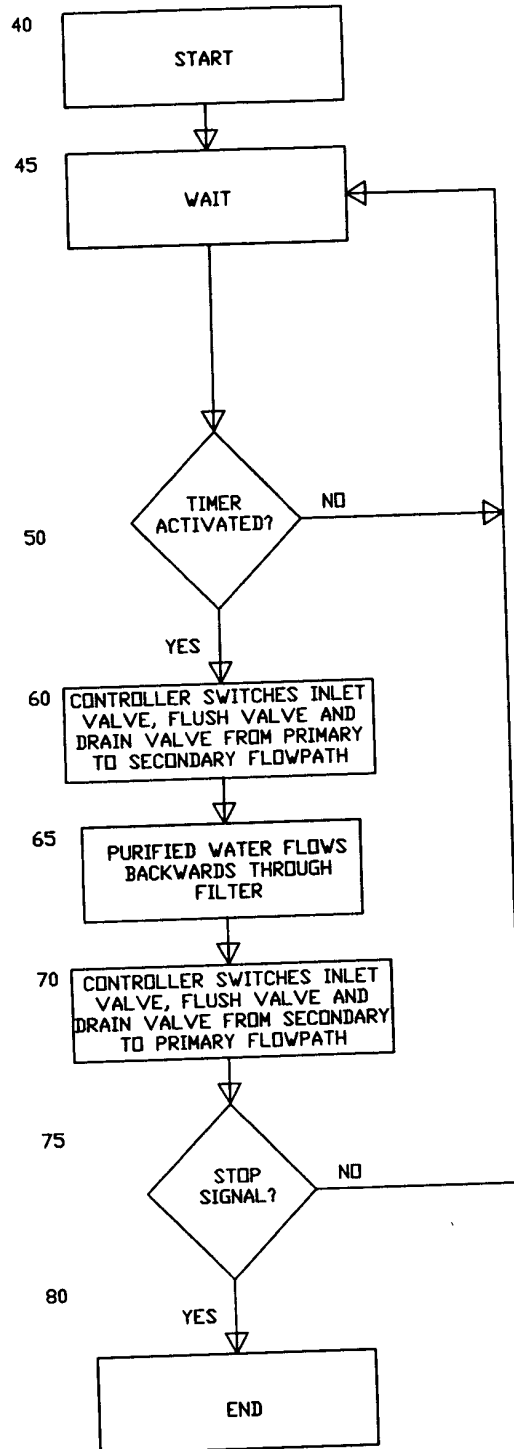 40
START
45
WAIT
TIMER
ACTIVATED?
NO
50
YES
60
CONTROLLER SWITCHES INLET
VALVE, FLUSH VALVE AND
DRAIN VALVE FROM PRIMARY
TO SECONDARY FLOWPATH
65
PURIFIED WATER FLOWS
BACKWARDS THROUGH
FILTER
70
CONTROLLER SWITCHES INLET
VALVE, FLUSH VALVE AND
DRAIN VALVE FROM SECONDARY
TO PRIMARY FLOWPATH
75
STOP
SIGNAL?
NO
80
YES
END